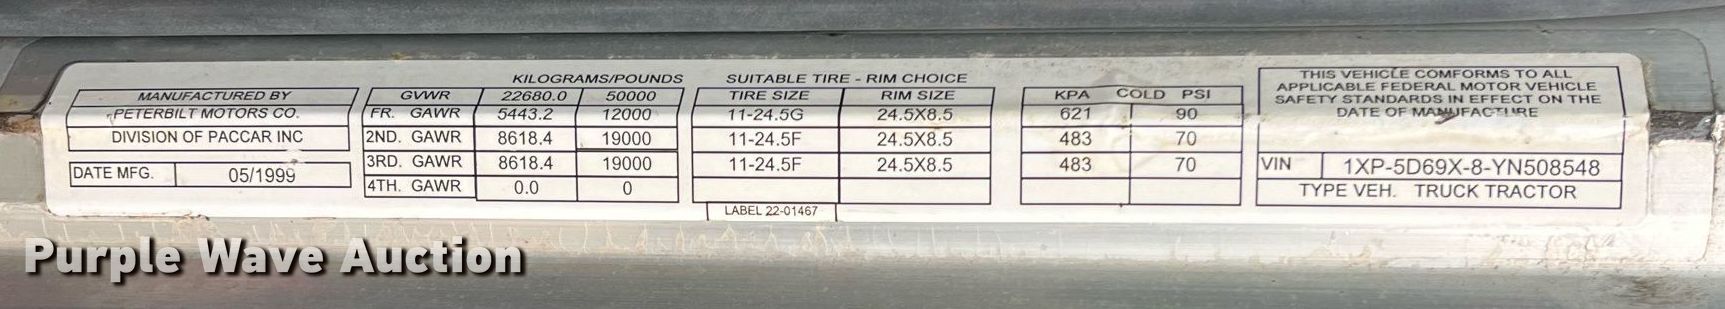 KILOGRAMS/POUNDS SUITABLE TIRE - RIM CHOICE
MANUFACTURED BY
PETERBILT MOTORS CO.
DIVISION OF PACCAR INC
DATE MFG. 05/1999
GVWR 22680.0 50000
FR. GAWR 5443.2 12000
2ND. GAWR 8618.4 19000
3RD. GAWR 8618.4 19000
4TH. GAWR 0.0 0
TIRE SIZE RIM SIZE
11-24.5G 24.5X8.5
11-24.5F 24.5X8.5
11-24.5F 24.5X8.5
LABEL 22-01467
KPA COLD PSI
621 90
483 70
483 70
THIS VEHICLE COMFORMS TO ALL
APPLICABLE FEDERAL MOTOR VEHICLE
SAFETY STANDARDS IN EFFECT ON THE
DATE OF MANUFACTURE
VIN 1XP-5D69X-8-YN508548
TYPE VEH. TRUCK TRACTOR
Purple Wave Auction